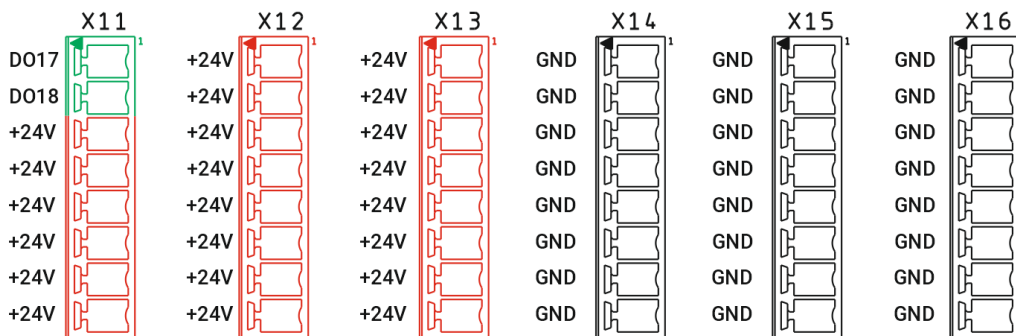 X11 X12 X13 X14 X15 X16
1 1 1 1 1
DO17 +24V +24V GND GND GND
DO18 +24V +24V GND GND GND
+24V +24V +24V GND GND GND
+24V +24V +24V GND GND GND
+24V +24V +24V GND GND GND
+24V +24V +24V GND GND GND
+24V +24V +24V GND GND GND
+24V +24V +24V GND GND GND